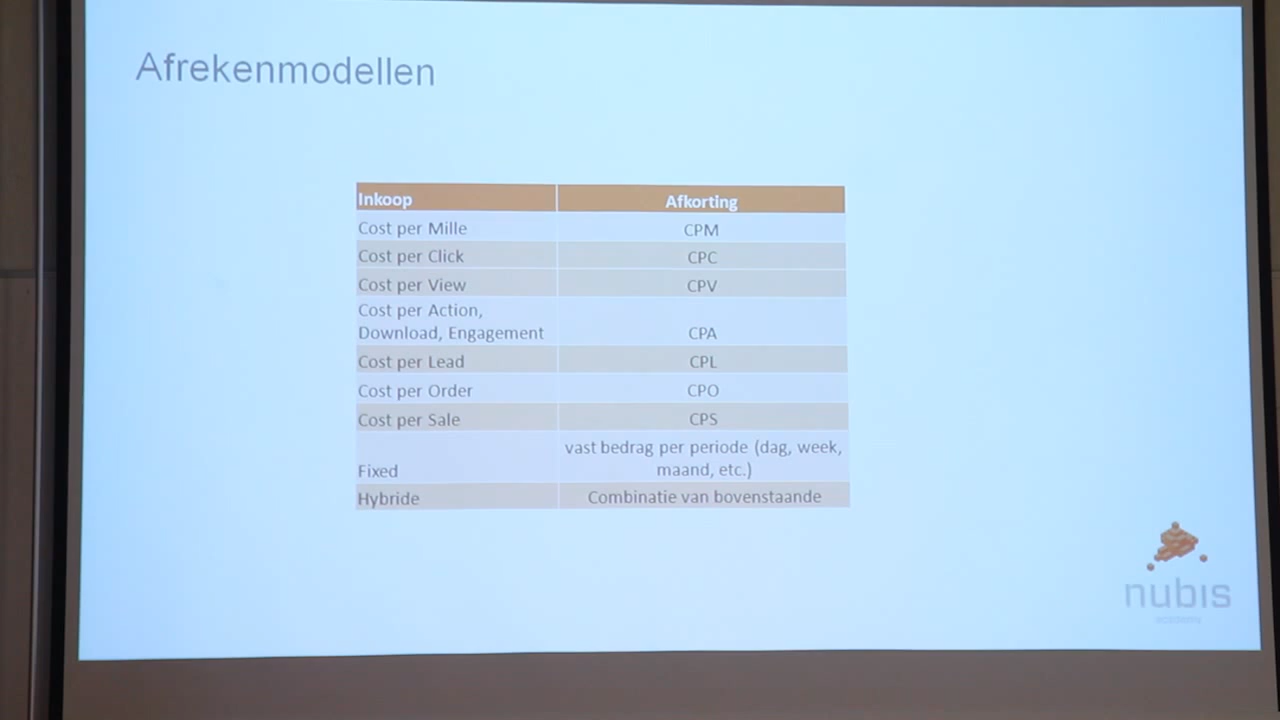 Afrekenmodellen
Inkoop Afkorting
Cost per Mille CPM
Cost per Click CPC
Cost per View CPV
Cost per Action,
Download, Engagement CPA
Cost per Lead CPL
Cost per Order CPO
Cost per Sale CPS
vast bedrag per periode (dag, week,
Fixed maand, etc.)
Hybride Combinatie van bovenstaande
nubis
academy